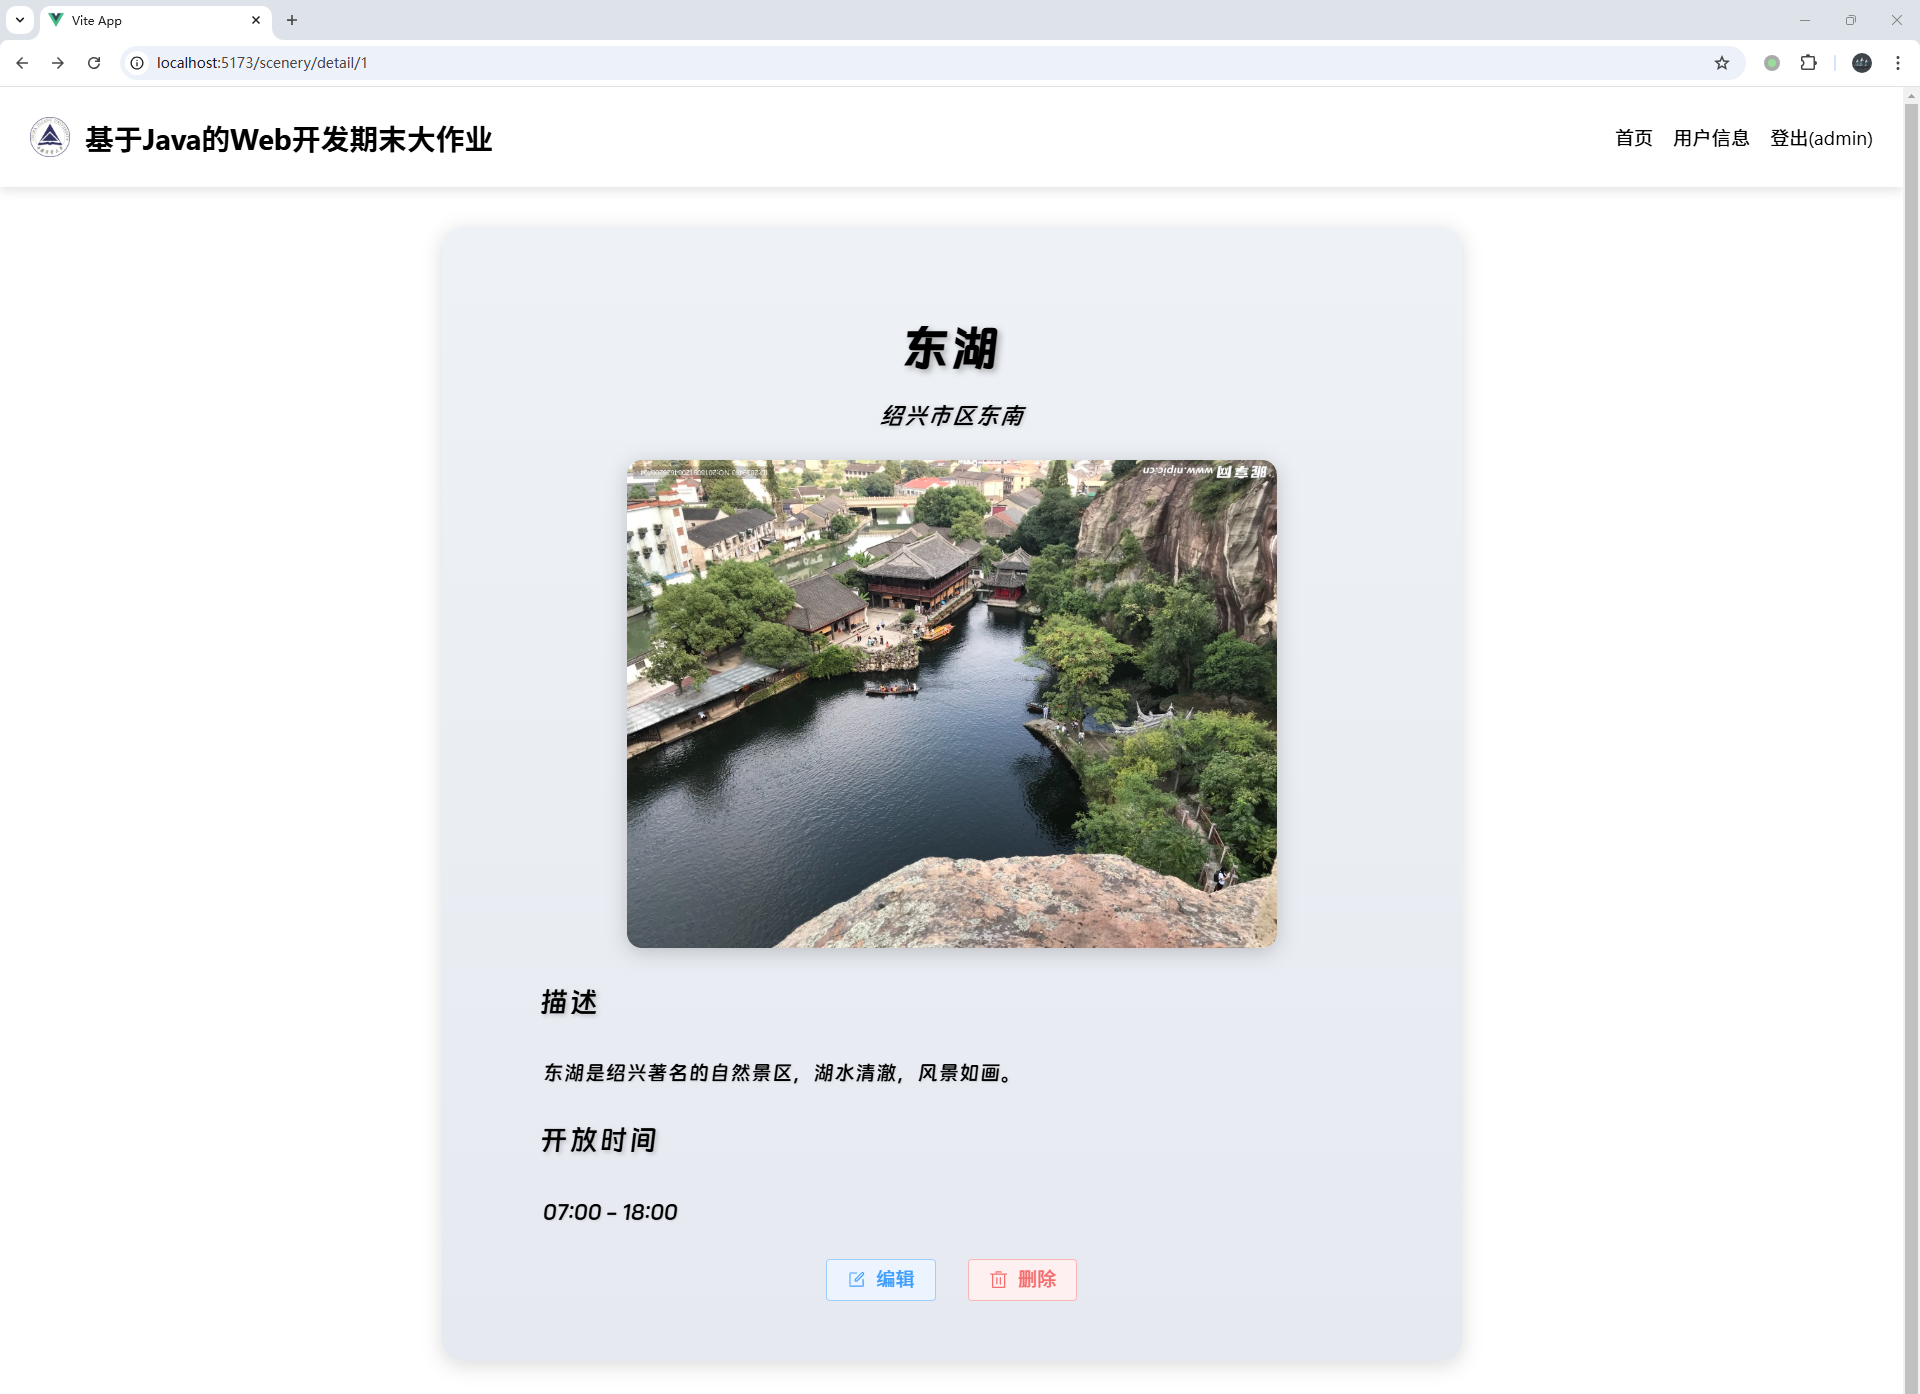 Vite App
localhost:5173/scenery/detail/1
基于Java的Web开发期末大作业
首页 用户信息 登出(admin)
东湖
绍兴市区东南
昵享网 www.nipic.cn
描述
东湖是绍兴著名的自然景区，湖水清澈，风景如画。
开放时间
07:00 – 18:00
编辑
删除